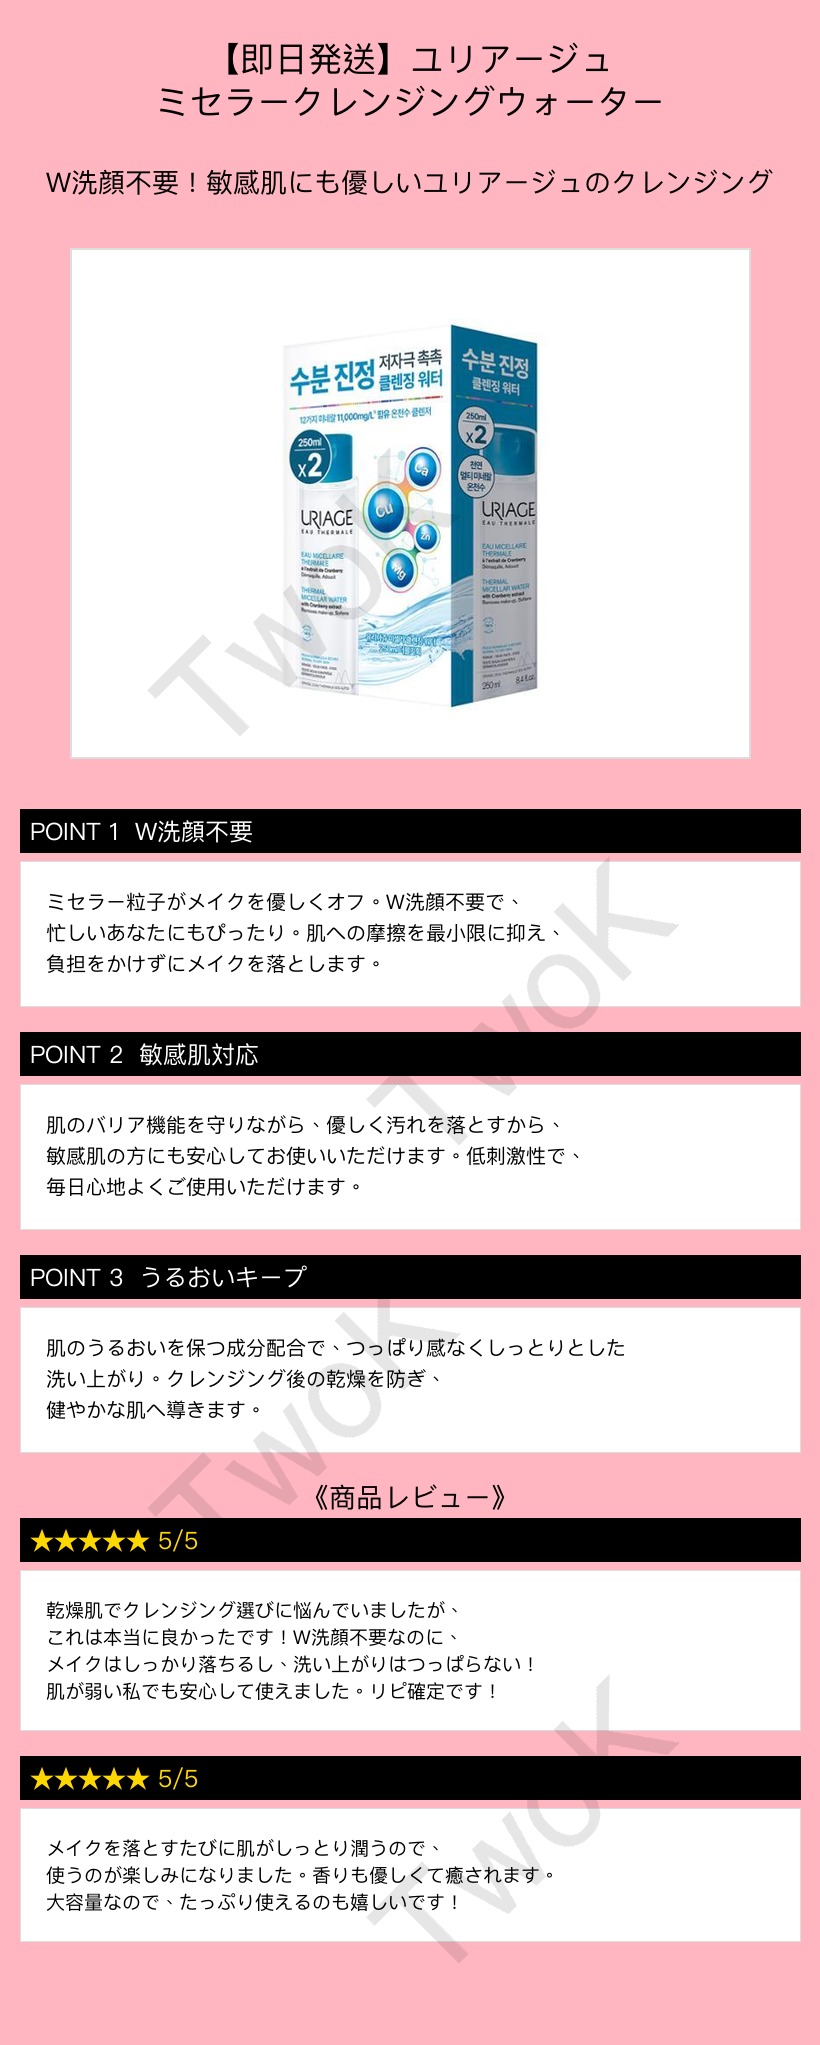 【即日発送】ユリアージュ
ミセラークレンジングウォーター
W洗顔不要！敏感肌にも優しいユリアージュのクレンジング
수분 진정 저자극 촉촉 클렌징 워터
12가지 미네랄 11,000mg/L 함유 온천수 클렌저
250ml
x2
Ca
Cu
Zn
Mg
URIAGE
EAU THERMALE
EAU MICELLAIRE
THERMALE
à l'extrait de Cranberry
Démaquille, Adoucit
THERMAL
MICELLAR WATER
with Cranberry extract
Removes make-up, Softens
수분 진정
클렌징 워터
250ml
x2
천연
멀티미네랄
온천수
URIAGE
EAU THERMALE
EAU MICELLAIRE
THERMALE
à l'extrait de Cranberry
Démaquille, Adoucit
THERMAL
MICELLAR WATER
with Cranberry extract
Removes make-up, Softens
250 ml 8.4 fl.oz.
TwoK
POINT 1 W洗顔不要
ミセラー粒子がメイクを優しくオフ。W洗顔不要で、
忙しいあなたにもぴったり。肌への摩擦を最小限に抑え、
負担をかけずにメイクを落とします。
TwoK
POINT 2 敏感肌対応
肌のバリア機能を守りながら、優しく汚れを落とすから、
敏感肌の方にも安心してお使いいただけます。低刺激性で、
毎日心地よくご使用いただけます。
POINT 3 うるおいキープ
肌のうるおいを保つ成分配合で、つっぱり感なくしっとりとした
洗い上がり。クレンジング後の乾燥を防ぎ、
健やかな肌へ導きます。
TwoK
《商品レビュー》
★★★★★ 5/5
乾燥肌でクレンジング選びに悩んでいましたが、
これは本当に良かったです！W洗顔不要なのに、
メイクはしっかり落ちるし、洗い上がりはつっぱらない！
肌が弱い私でも安心して使えました。リピ確定です！
★★★★★ 5/5
メイクを落とすたびに肌がしっとり潤うので、
使うのが楽しみになりました。香りも優しくて癒されます。
大容量なので、たっぷり使えるのも嬉しいです！
TwoK